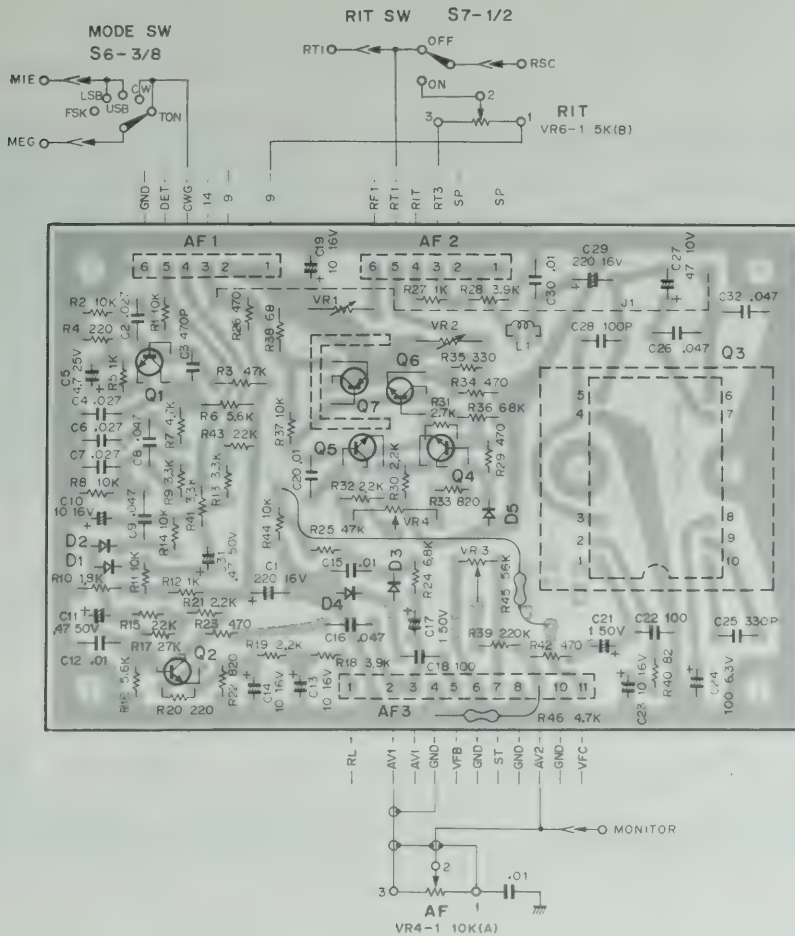 RIT SW S7-1/2
MODE SW
S6-3/8
RT1
OFF
RSC
MIE
LSB
CW
USB
FSK
TON
ON
2
RIT
MEG
3
1
VR6-1 5K(B)
GND
DET
CWG
14
9
9
RF1
RT1
RIT
RT3
SP
SP
AF1
6 5 4 3 2 1
C19
10 16V
AF2
6 5 4 3 2 1
R27 1K
R28 3.9K
C30 .01
C29
220 16V
C27
47 10V
R2 10K
C2 .027
R1 10K
R26 470
R38 68
VR1
J1
C32 .047
R4 220
C3 470P
VR2
L1
C28 100P
C26 .047
C5
4.7 25V
R5 1K
Q1
R3 47K
R35 330
Q6
Q3
C4 .027
R6 5.6K
Q7
R34 470
R31
2.7K
R36 68K
5
4
6
7
C6 .027
C8 .047
R7 4.7K
R43 22K
R37 10K
C7 .027
Q5
Q4
R29 470
R8 10K
R9 3.3K
R41 3.3K
R13 3.3K
C20 .01
R32 2.2K
R30 2.2K
R33 820
D5
C10
10 16V
C9 .047
R14 10K
R44 10K
VR4
3
2
1
8
9
10
D2
R25 47K
D1
R11 10K
.47 50V
C15 .01
D3
R24 6.8K
VR3
R45 56K
R10 1.9K
R12 1K
C1
220 16V
D4
C11
.47 50V
R21 2.2K
C17
1 50V
C21
1 50V
C22 100
C25 330P
R15 22K
R23 470
C16 .047
R39 220K
R42 470
C12 .01
R17 27K
R19 2.2K
R18 3.9K
C18 100
Q2
R16 5.6K
R20 220
R22 820
C14
10 16V
C13
10 16V
1 2 3 4 5 6 7 8 10 11
AF3
R46 4.7K
C23
10 16V
R40 82
C24
100 6.3V
RL
AV1
AV1
GND
VFB
GND
ST
GND
AV2
GND
VFC
MONITOR
2
3
1
.01
AF
VR4-1 10K(A)